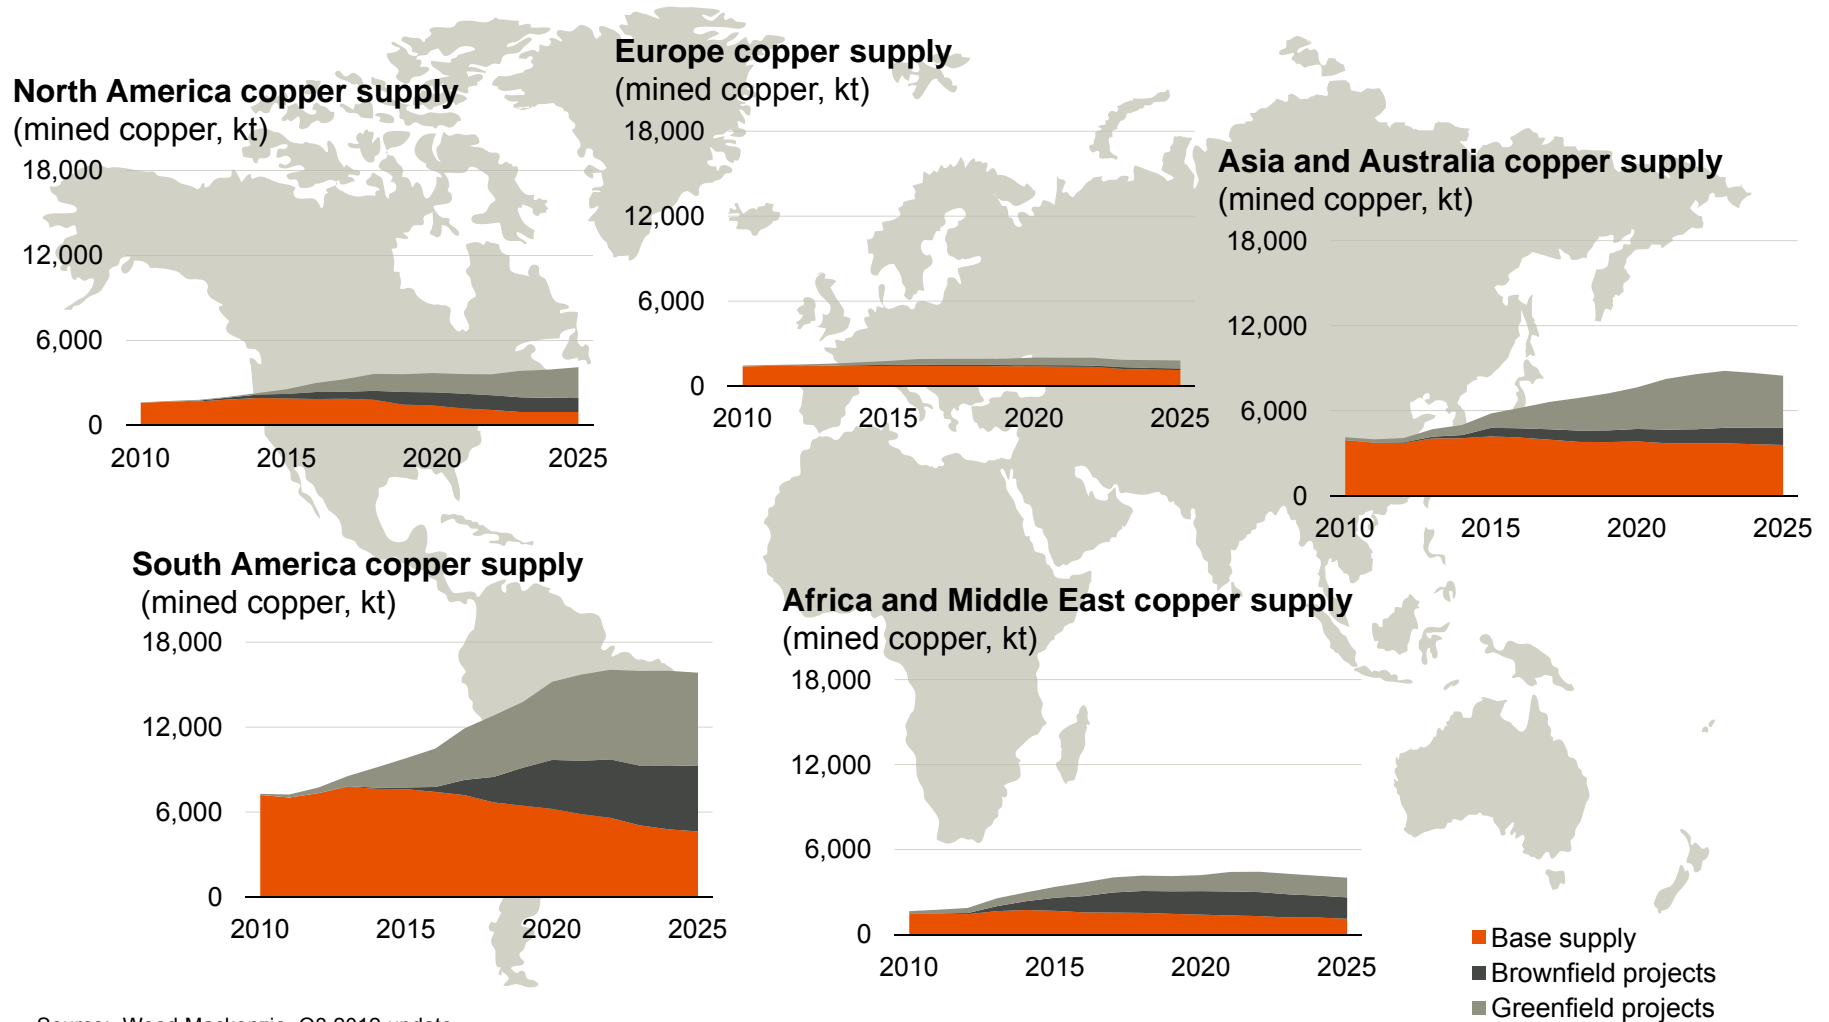 Europe copper supply
(mined copper, kt)
18,000
12,000
6,000
0
2010 2015 2020 2025
North America copper supply
(mined copper, kt)
18,000
12,000
6,000
0
2010 2015 2020 2025
Asia and Australia copper supply
(mined copper, kt)
18,000
12,000
6,000
0
2010 2015 2020 2025
South America copper supply
(mined copper, kt)
18,000
12,000
6,000
0
2010 2015 2020 2025
Africa and Middle East copper supply
(mined copper, kt)
18,000
12,000
6,000
0
2010 2015 2020 2025
Base supply
Brownfield projects
Greenfield projects